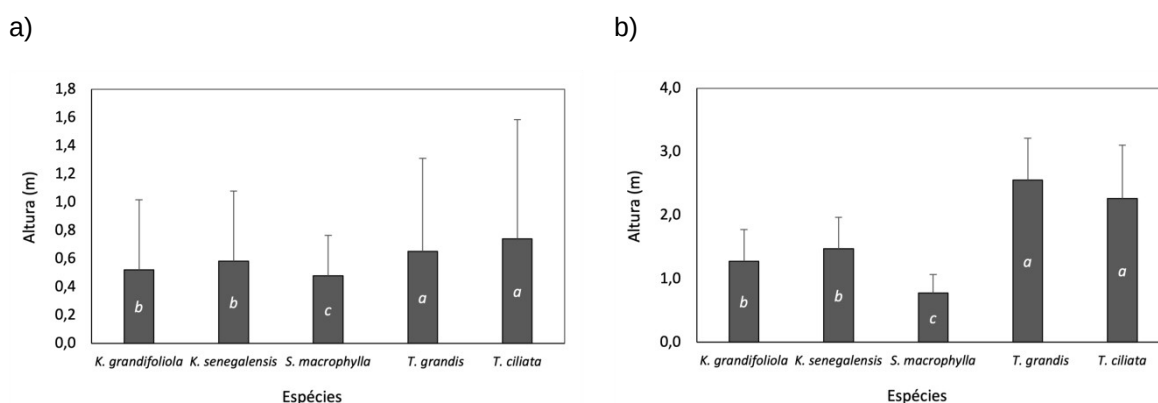 a)
1,8
1,6
1,4
1,2
1,0
0,8
0,6
0,4
0,2
0,0
Altura (m)
b b c a a
K. grandifoliola K. senegalensis S. macrophylla T. grandis T. ciliata
Espécies
b)
4,0
3,0
2,0
1,0
0,0
Altura (m)
b b c a a
K. grandifoliola K. senegalensis S. macrophylla T. grandis T. ciliata
Espécies